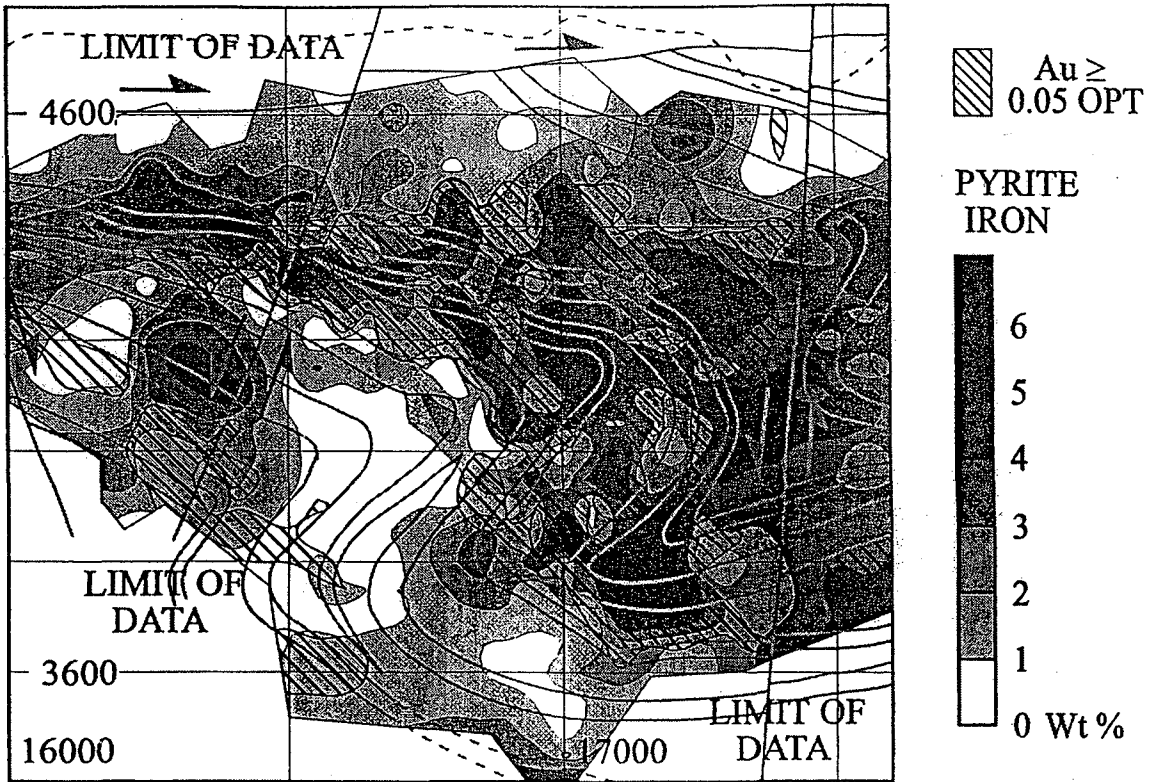 LIMIT OF DATA
4600
LIMIT OF
DATA
3600
16000
17000
LIMIT OF
DATA
Au ≥
0.05 OPT
PYRITE
IRON
6
5
4
3
2
1
0 Wt %